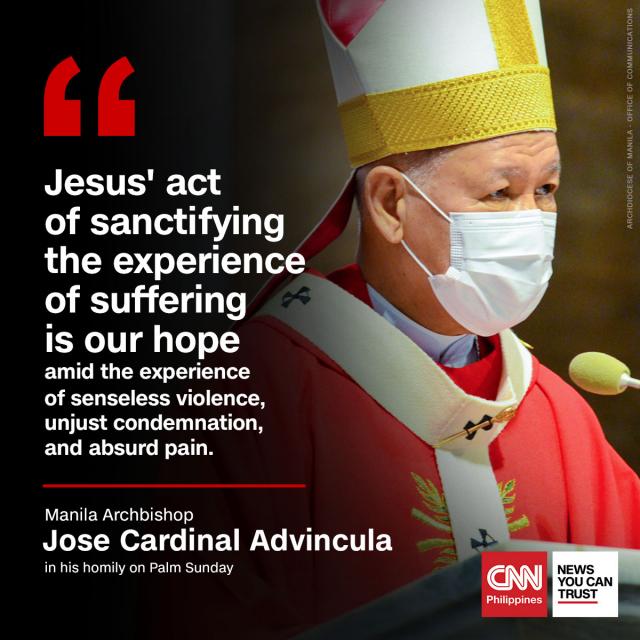 Jesus' act
of sanctifying
the experience
of suffering
is our hope
amid the experience
of senseless violence,
unjust condemnation,
and absurd pain.
Manila Archbishop
Jose Cardinal Advincula
in his homily on Palm Sunday
CNN
Philippines
NEWS
YOU CAN
TRUST
ARCHDIOCESE OF MANILA - OFFICE OF COMMUNICATIONS